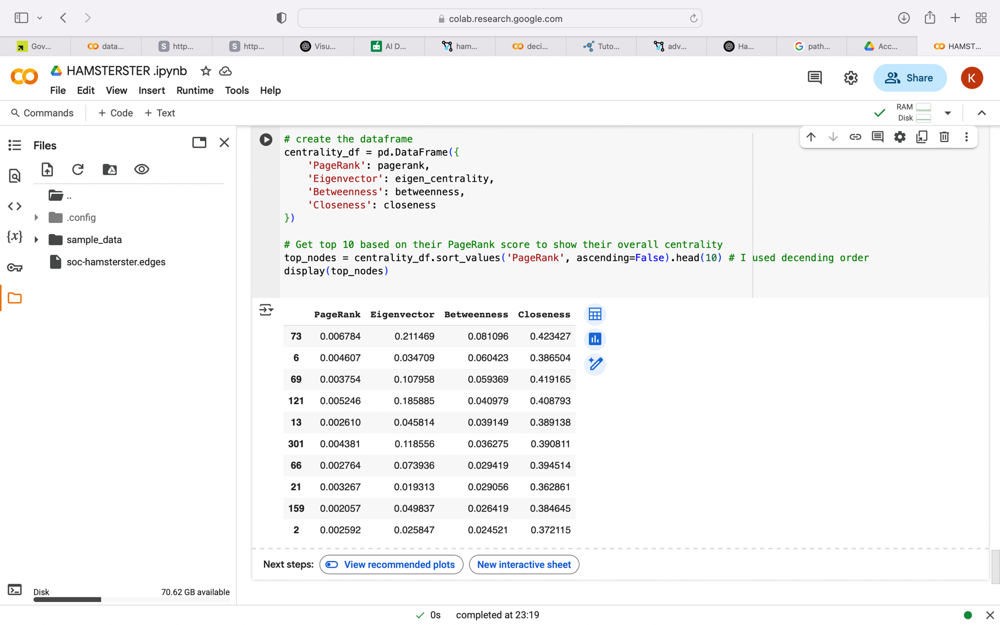 colab.research.google.com
Gov...
data...
S http...
S http...
Visu...
AI D...
ham...
deci...
Tuto...
adv...
Ha...
path...
Acc...
HAMST...
HAMSTERSTER .ipynb
Share
K
File Edit View Insert Runtime Tools Help
Commands + Code + Text
RAM
Disk
Files
..
.config
sample_data
soc-hamsterster.edges
{x}
Disk 70.62 GB available
# create the dataframe
centrality_df = pd.DataFrame({
'PageRank': pagerank,
'Eigenvector': eigen_centrality,
'Betweenness': betweenness,
'Closeness': closeness
})
# Get top 10 based on their PageRank score to show their overall centrality
top_nodes = centrality_df.sort_values('PageRank', ascending=False).head(10) # I used decending order
display(top_nodes)
PageRank Eigenvector Betweenness Closeness
73 0.006784 0.211469 0.081096 0.423427
6 0.004607 0.034709 0.060423 0.386504
69 0.003754 0.107958 0.059369 0.419165
121 0.005246 0.185885 0.040979 0.408793
13 0.002610 0.045814 0.039149 0.389138
301 0.004381 0.118556 0.036275 0.390811
66 0.002764 0.073936 0.029419 0.394514
21 0.003267 0.019313 0.029056 0.362861
159 0.002057 0.049837 0.026419 0.384645
2 0.002592 0.025847 0.024521 0.372115
Next steps: View recommended plots New interactive sheet
0s completed at 23:19